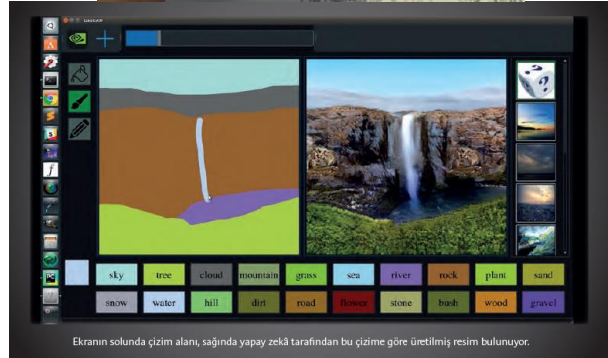 GauGAN
sky tree cloud mountain grass sea river rock plant sand
snow water hill dirt road flower stone bush wood gravel
Ekranın solunda çizim alanı, sağında yapay zekâ tarafından bu çizime göre üretilmiş resim bulunuyor.